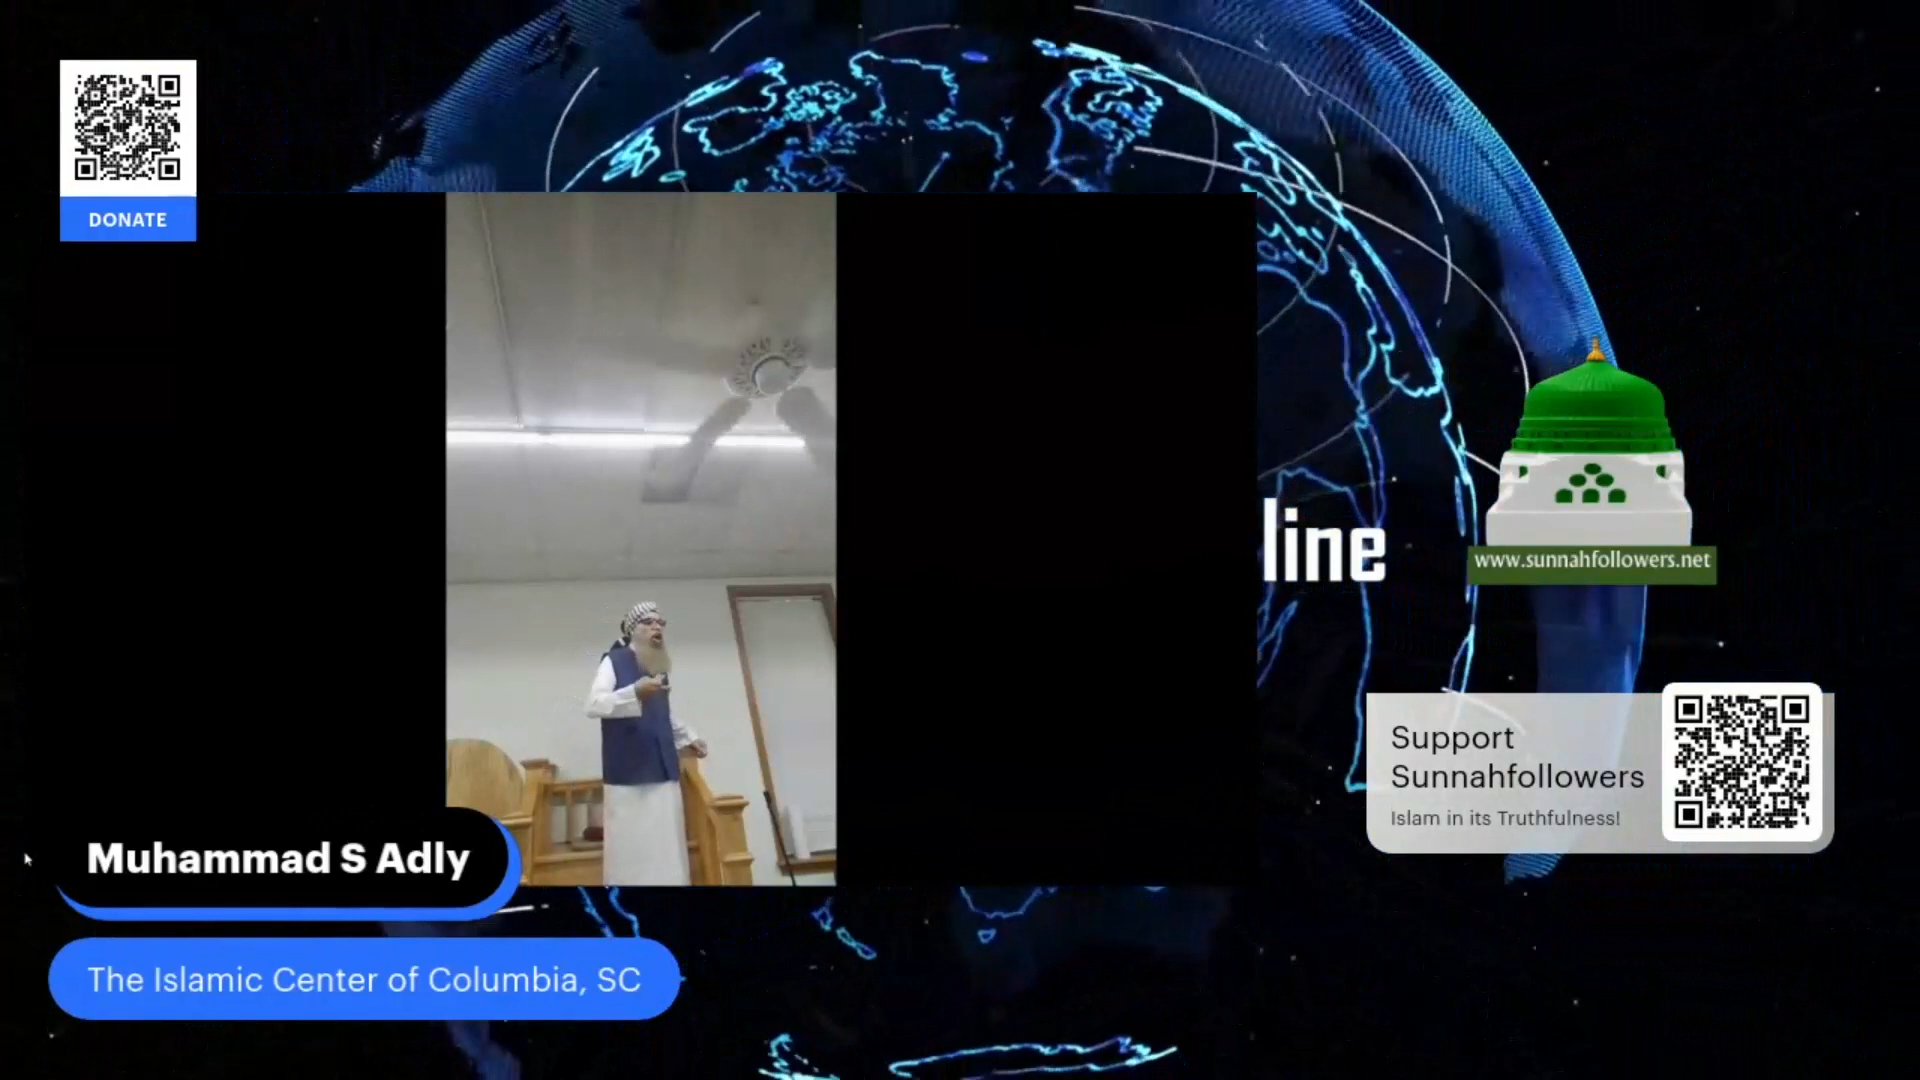 DONATE
line
www.sunnahfollowers.net
Support
Sunnahfollowers
Islam in its Truthfulness!
Muhammad S Adly
The Islamic Center of Columbia, SC